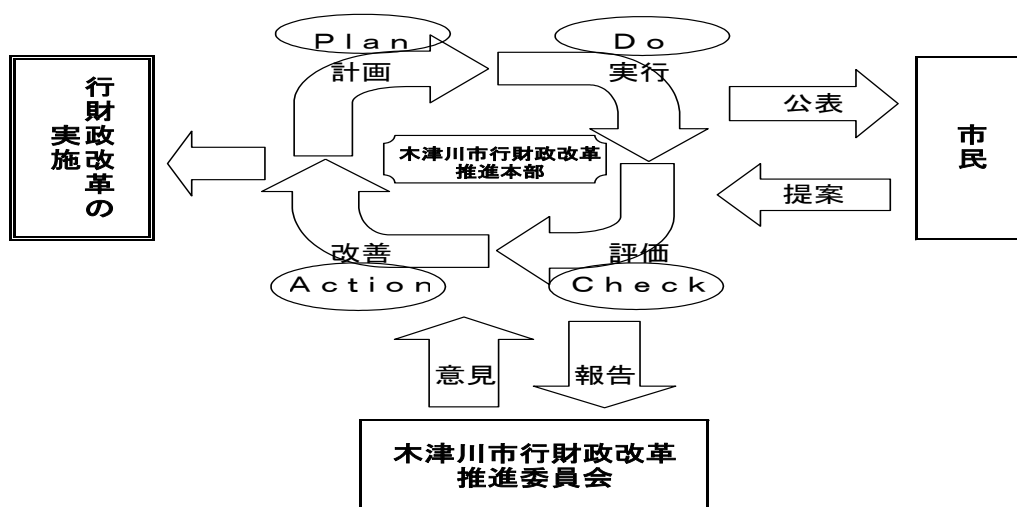 Plan
計画
Do
実行
行財政改革の
実施
木津川市行財政改革
推進本部
公表
提案
市民
改善
Action
評価
Check
意見
報告
木津川市行財政改革
推進委員会